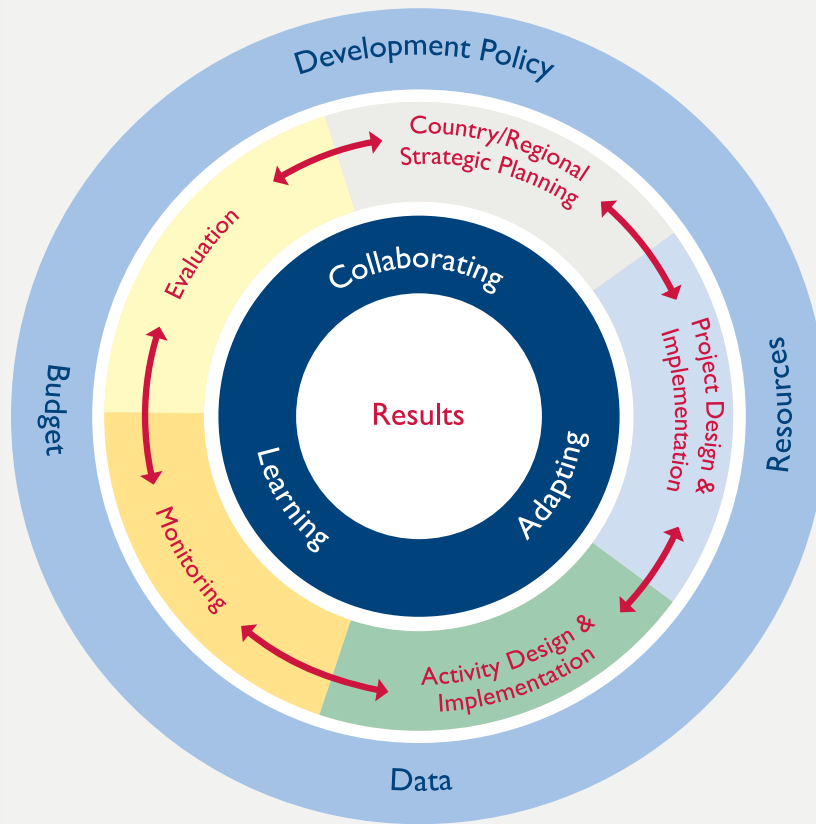 Development Policy
Country/Regional
Strategic Planning
Evaluation
Collaborating
Project Design &
Implementation
Budget
Results
Resources
Learning
Adapting
Monitoring
Activity Design &
Implementation
Data